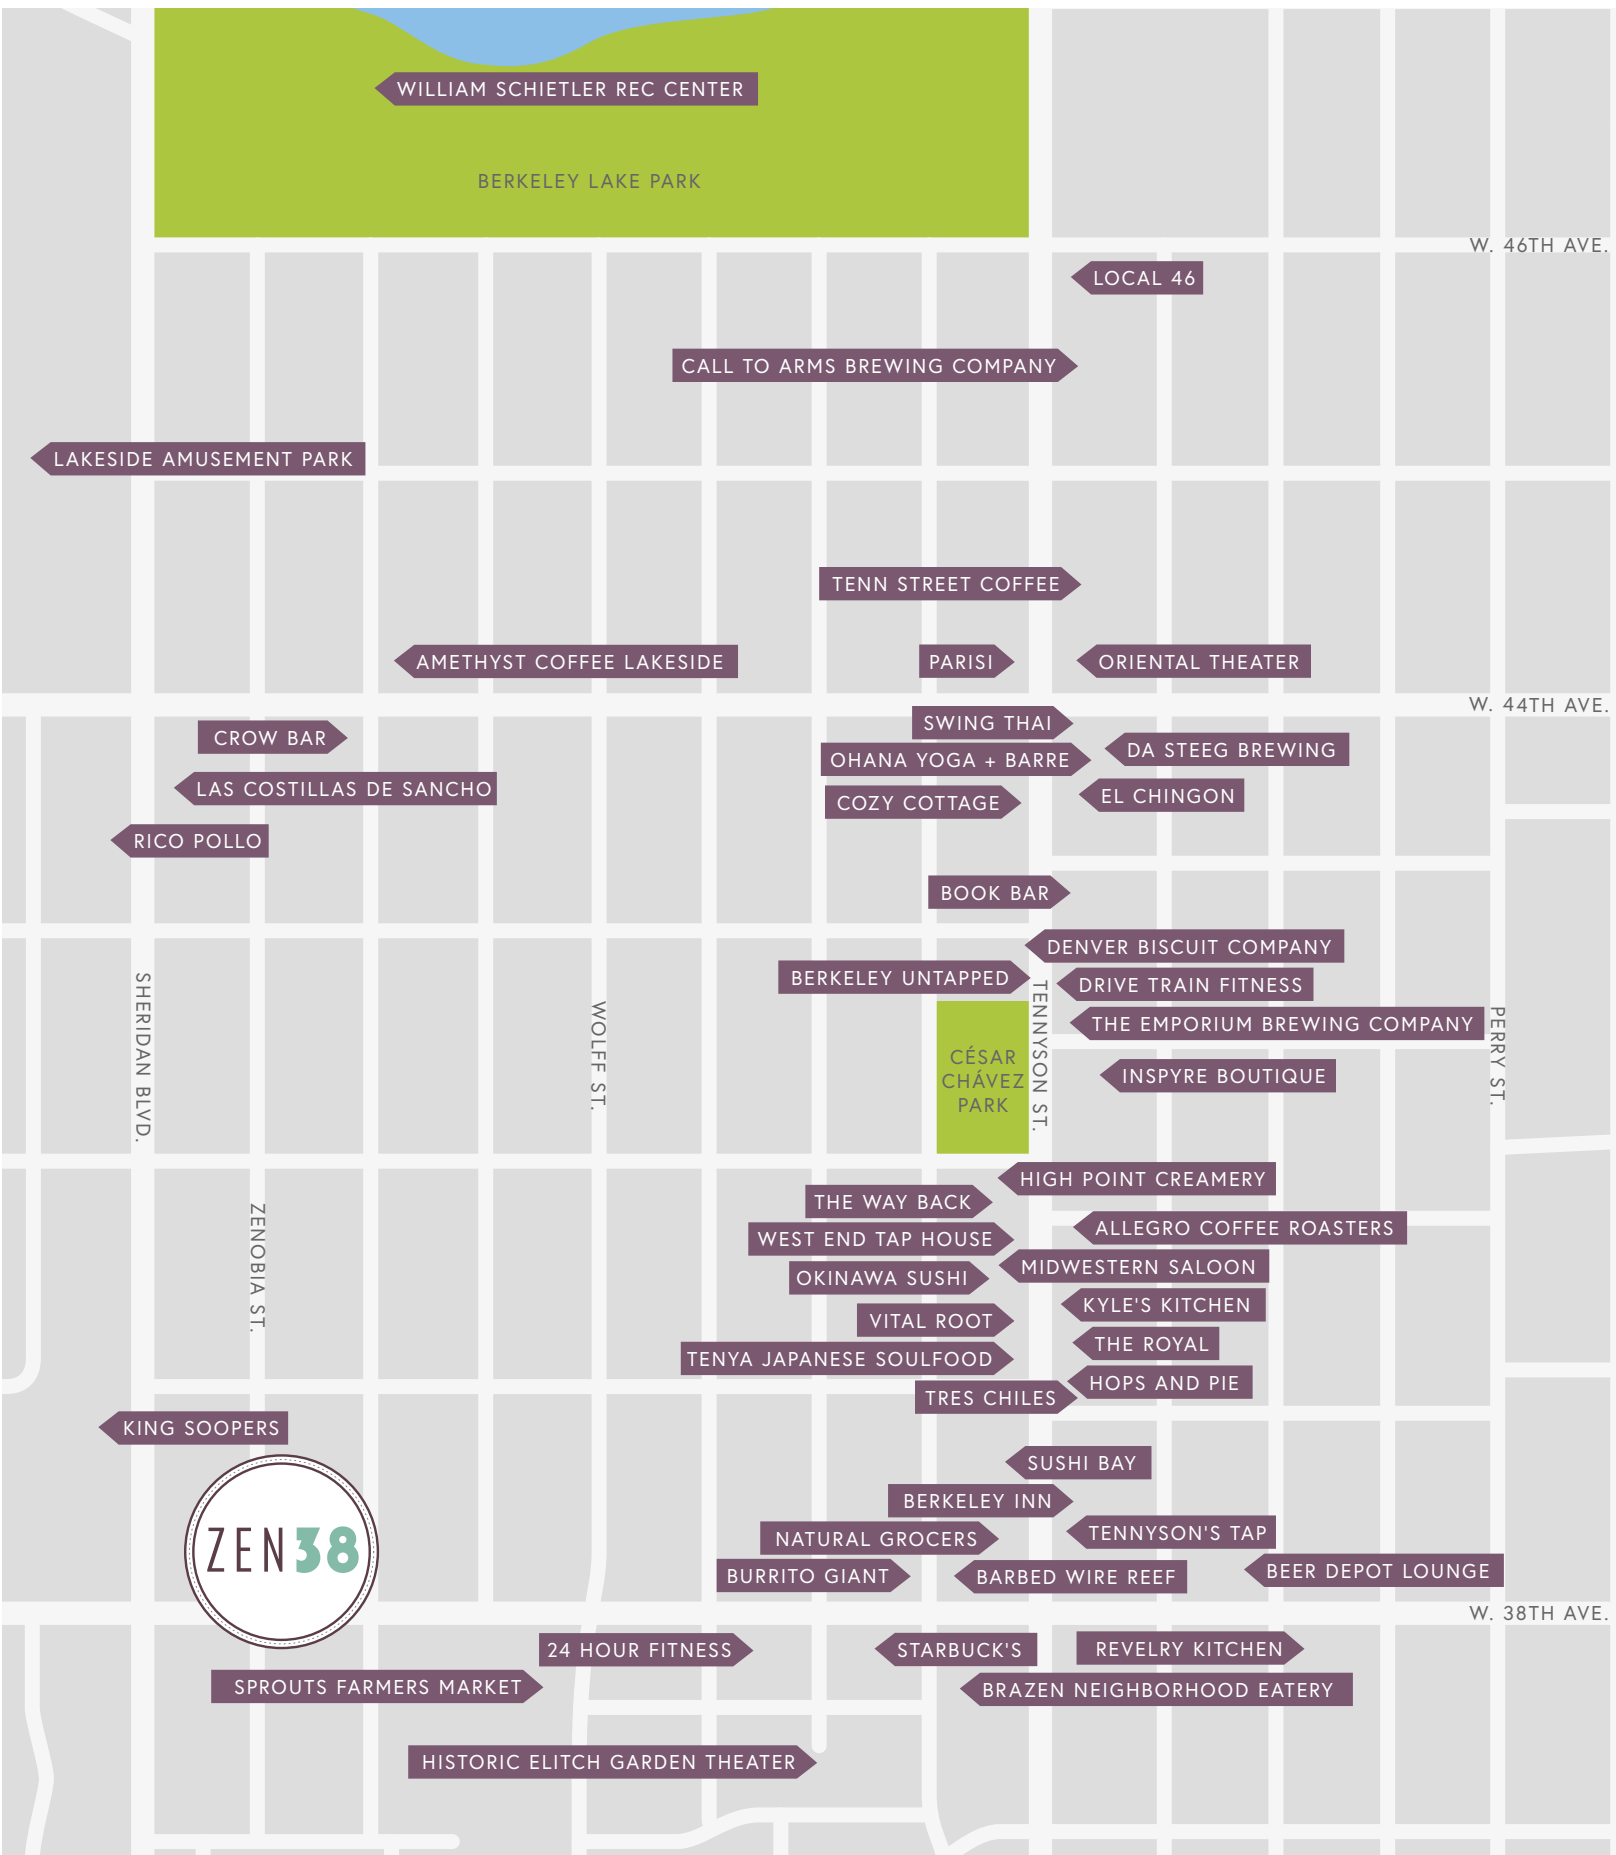 WILLIAM SCHIETLER REC CENTER
BERKELEY LAKE PARK
W. 46TH AVE.
LOCAL 46
CALL TO ARMS BREWING COMPANY
LAKESIDE AMUSEMENT PARK
TENN STREET COFFEE
AMETHYST COFFEE LAKESIDE
PARISI
ORIENTAL THEATER
W. 44TH AVE.
SWING THAI
CROW BAR
DA STEEG BREWING
OHANA YOGA + BARRE
LAS COSTILLAS DE SANCHO
EL CHINGON
COZY COTTAGE
RICO POLLO
BOOK BAR
DENVER BISCUIT COMPANY
BERKELEY UNTAPPED
DRIVE TRAIN FITNESS
THE EMPORIUM BREWING COMPANY
SHERIDAN BLVD.
WOLFF ST.
TENNYSON ST.
PERRY ST.
CÉSAR
CHÁVEZ
PARK
INSPYRE BOUTIQUE
HIGH POINT CREAMERY
THE WAY BACK
ALLEGRO COFFEE ROASTERS
WEST END TAP HOUSE
ZENOBIA ST.
MIDWESTERN SALOON
OKINAWA SUSHI
KYLE'S KITCHEN
VITAL ROOT
THE ROYAL
TENYA JAPANESE SOULFOOD
HOPS AND PIE
TRES CHILES
KING SOOPERS
SUSHI BAY
BERKELEY INN
TENNYSON'S TAP
NATURAL GROCERS
ZEN38
BEER DEPOT LOUNGE
BURRITO GIANT
BARBED WIRE REEF
W. 38TH AVE.
24 HOUR FITNESS
STARBUCK'S
REVELRY KITCHEN
SPROUTS FARMERS MARKET
BRAZEN NEIGHBORHOOD EATERY
HISTORIC ELITCH GARDEN THEATER